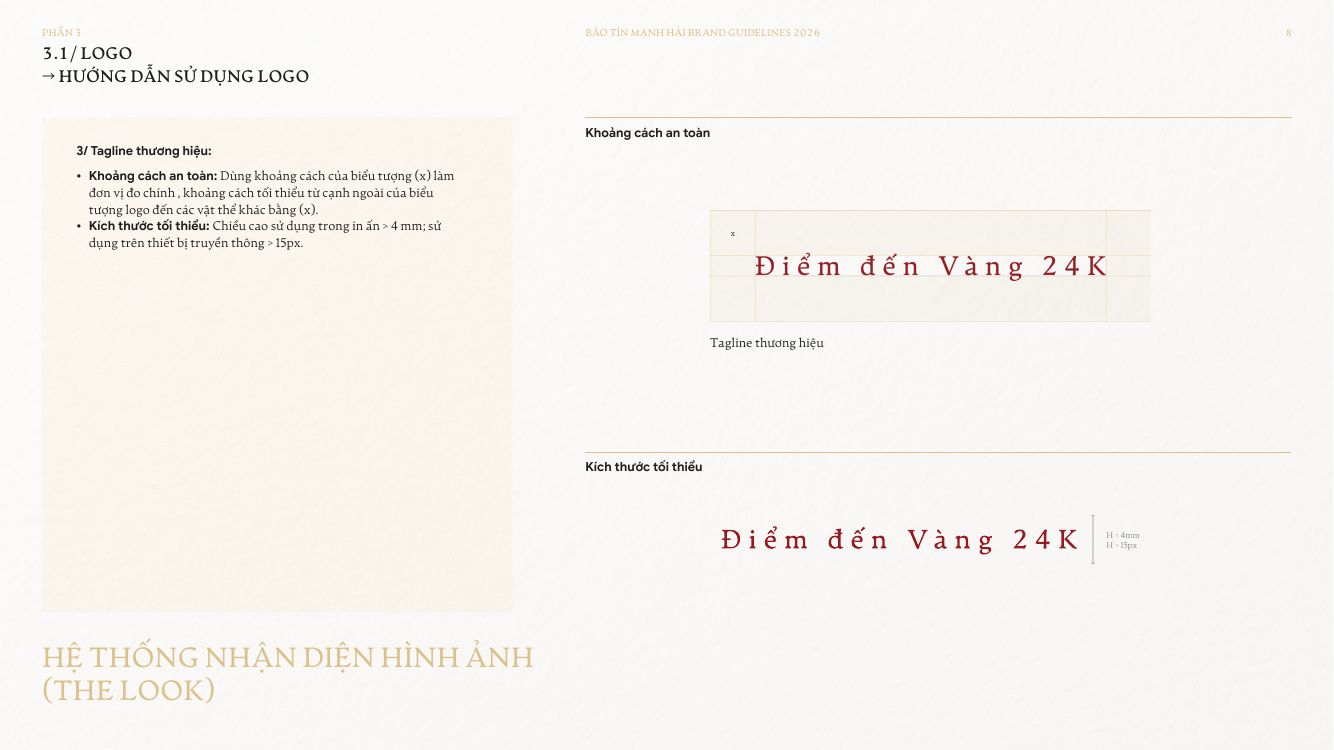 PHẦN 3
3.1/ LOGO
→ HƯỚNG DẪN SỬ DỤNG LOGO
BẢO TÍN MẠNH HẢI BRAND GUIDELINES 2026
8
3/ Tagline thương hiệu:
• Khoảng cách an toàn: Dùng khoảng cách của biểu tượng (x) làm
đơn vị đo chính , khoảng cách tối thiểu từ cạnh ngoài của biểu
tượng logo đến các vật thể khác bằng (x).
• Kích thước tối thiểu: Chiều cao sử dụng trong in ấn > 4 mm; sử
dụng trên thiết bị truyền thông > 15px.
HỆ THỐNG NHẬN DIỆN HÌNH ẢNH
(THE LOOK)
Khoảng cách an toàn
x
Điểm đến Vàng 24K
Tagline thương hiệu
Kích thước tối thiểu
Điểm đến Vàng 24K
H = 4mm
H = 15px